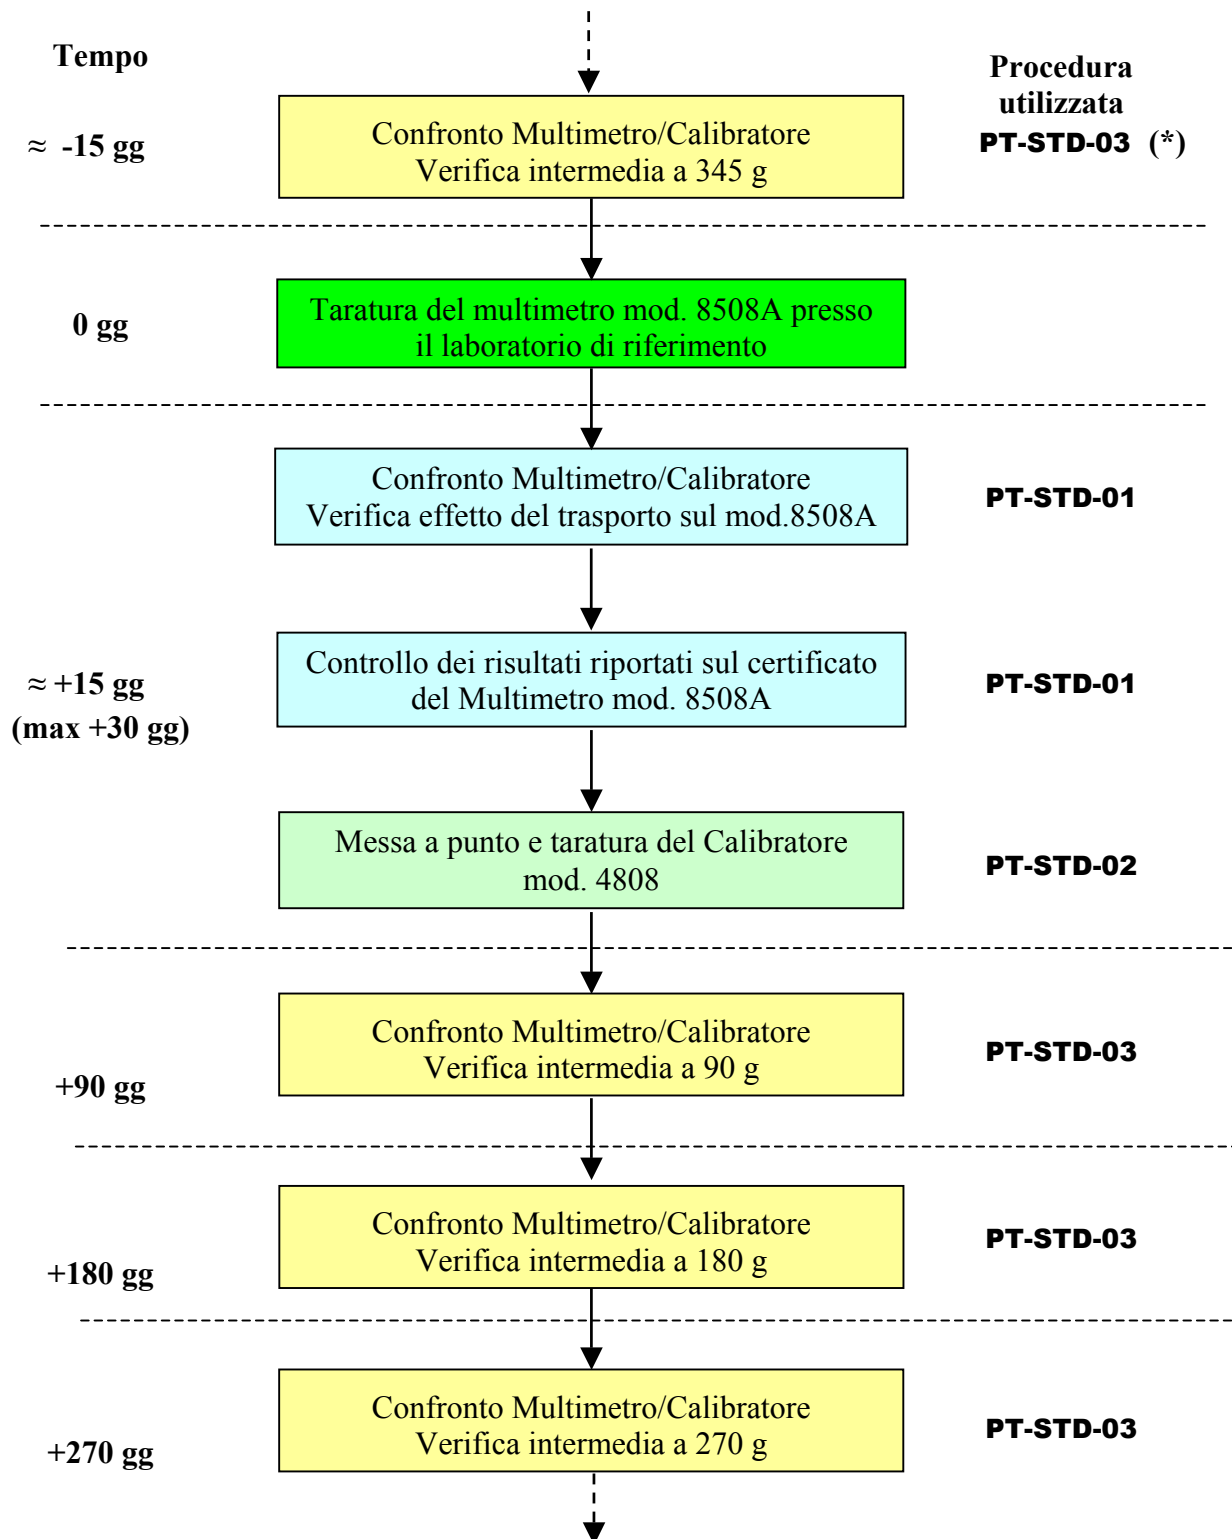 Tempo
Procedura
utilizzata
≈ -15 gg
Confronto Multimetro/Calibratore
Verifica intermedia a 345 g
PT-STD-03 (*)
0 gg
Taratura del multimetro mod. 8508A presso
il laboratorio di riferimento
Confronto Multimetro/Calibratore
Verifica effetto del trasporto sul mod.8508A
PT-STD-01
≈ +15 gg
(max +30 gg)
Controllo dei risultati riportati sul certificato
del Multimetro mod. 8508A
PT-STD-01
Messa a punto e taratura del Calibratore
mod. 4808
PT-STD-02
+90 gg
Confronto Multimetro/Calibratore
Verifica intermedia a 90 g
PT-STD-03
+180 gg
Confronto Multimetro/Calibratore
Verifica intermedia a 180 g
PT-STD-03
+270 gg
Confronto Multimetro/Calibratore
Verifica intermedia a 270 g
PT-STD-03